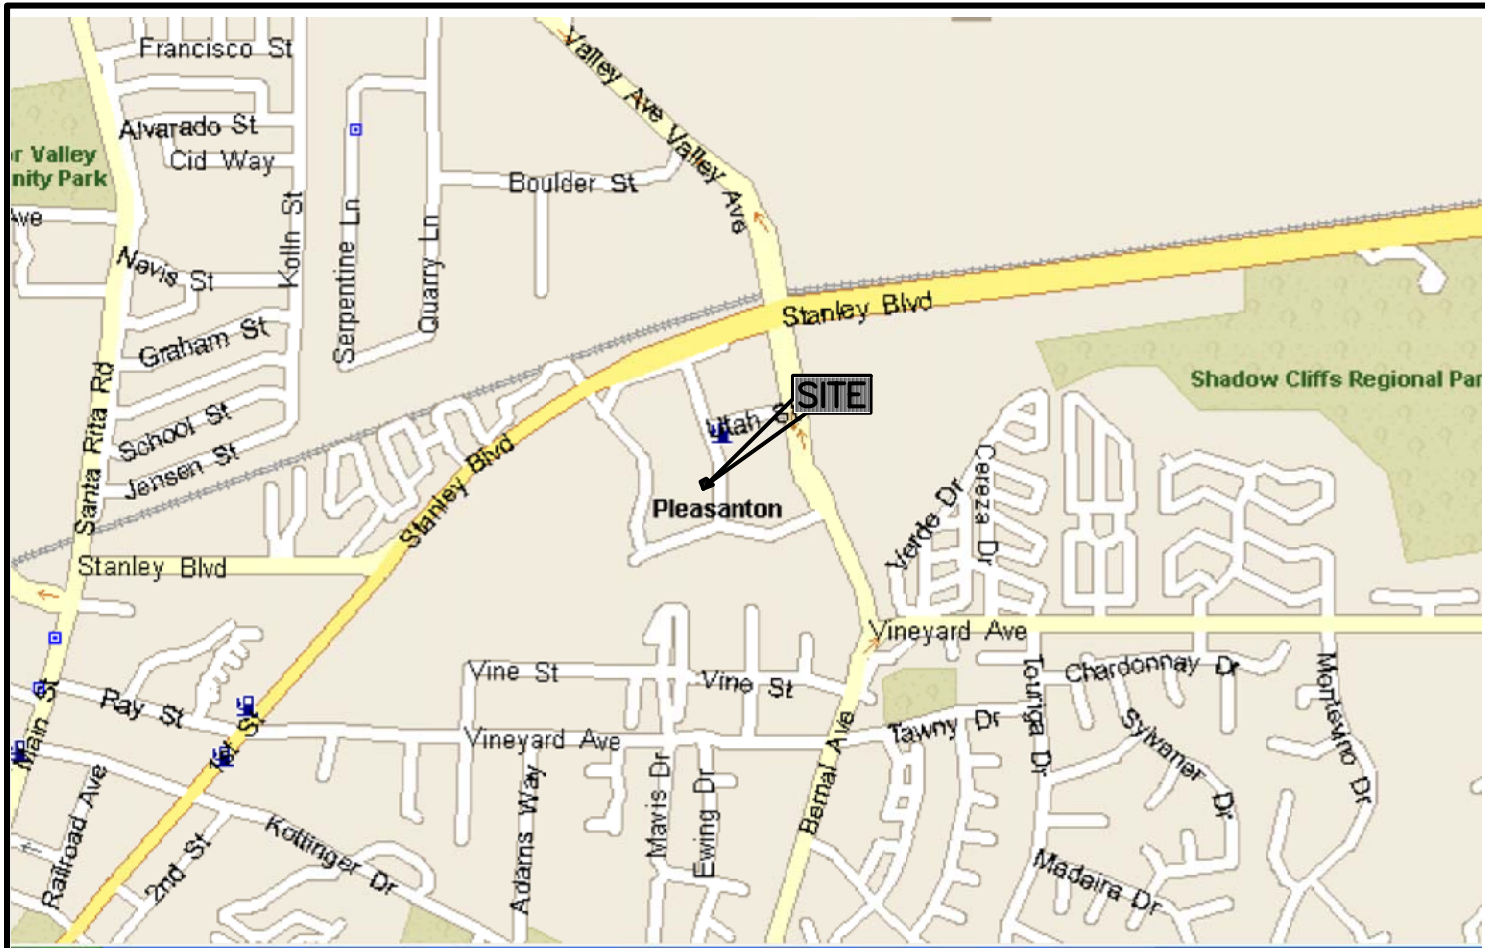 Francisco St
Valley Ave
Valley Ave
Alvarado St
Cid Way
r Valley
nity Park
Boulder St
Ave
Kolln St
Serpentine Ln
Quarry Ln
Nevis St
Stanley Blvd
Graham St
Santa Rita Rd
SITE
Shadow Cliffs Regional Par
School St
Utah S
Jensen St
Stanley Blvd
Verde Dr
Cereza Dr
Pleasanton
Stanley Blvd
Vineyard Ave
Vine St
Vine St
Chardonnay Dr
Touriga Dr
Montevino Dr
Main St
Ray St
1st St
Vineyard Ave
Tawny Dr
Sylvaner Dr
Bernal Ave
Railroad Ave
2nd St
Kottinger Dr
Adams Way
Mavis Dr
Ewing Dr
Madeira Dr